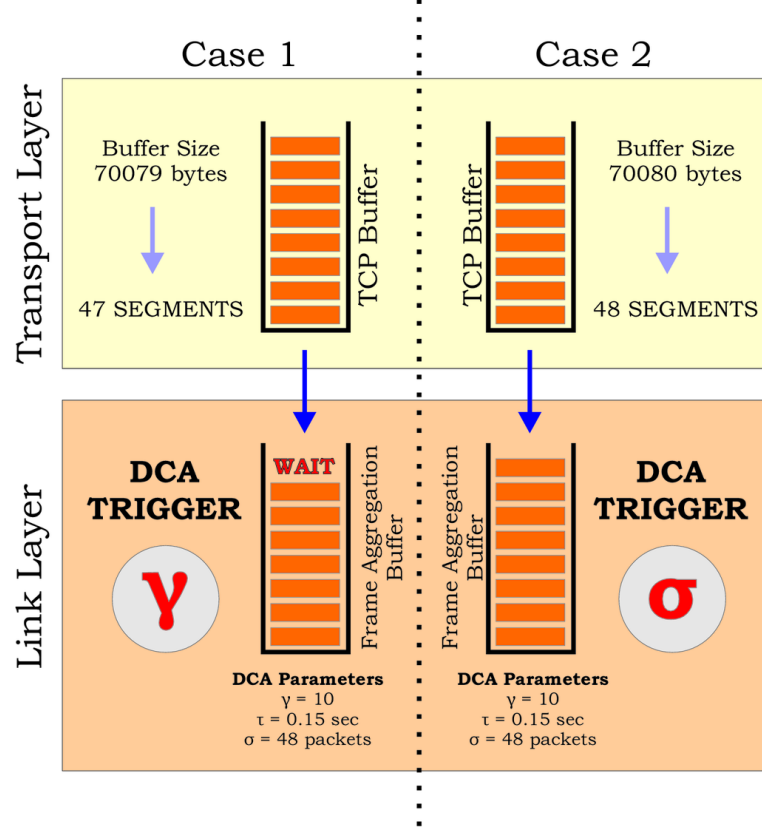 Case 1
Case 2
Transport Layer
Buffer Size
70079 bytes
47 SEGMENTS
TCP Buffer
TCP Buffer
Buffer Size
70080 bytes
48 SEGMENTS
Link Layer
DCA
TRIGGER
γ
WAIT
Frame Aggregation
Buffer
DCA Parameters
γ = 10
τ = 0.15 sec
σ = 48 packets
Frame Aggregation
Buffer
DCA Parameters
γ = 10
τ = 0.15 sec
σ = 48 packets
DCA
TRIGGER
σ